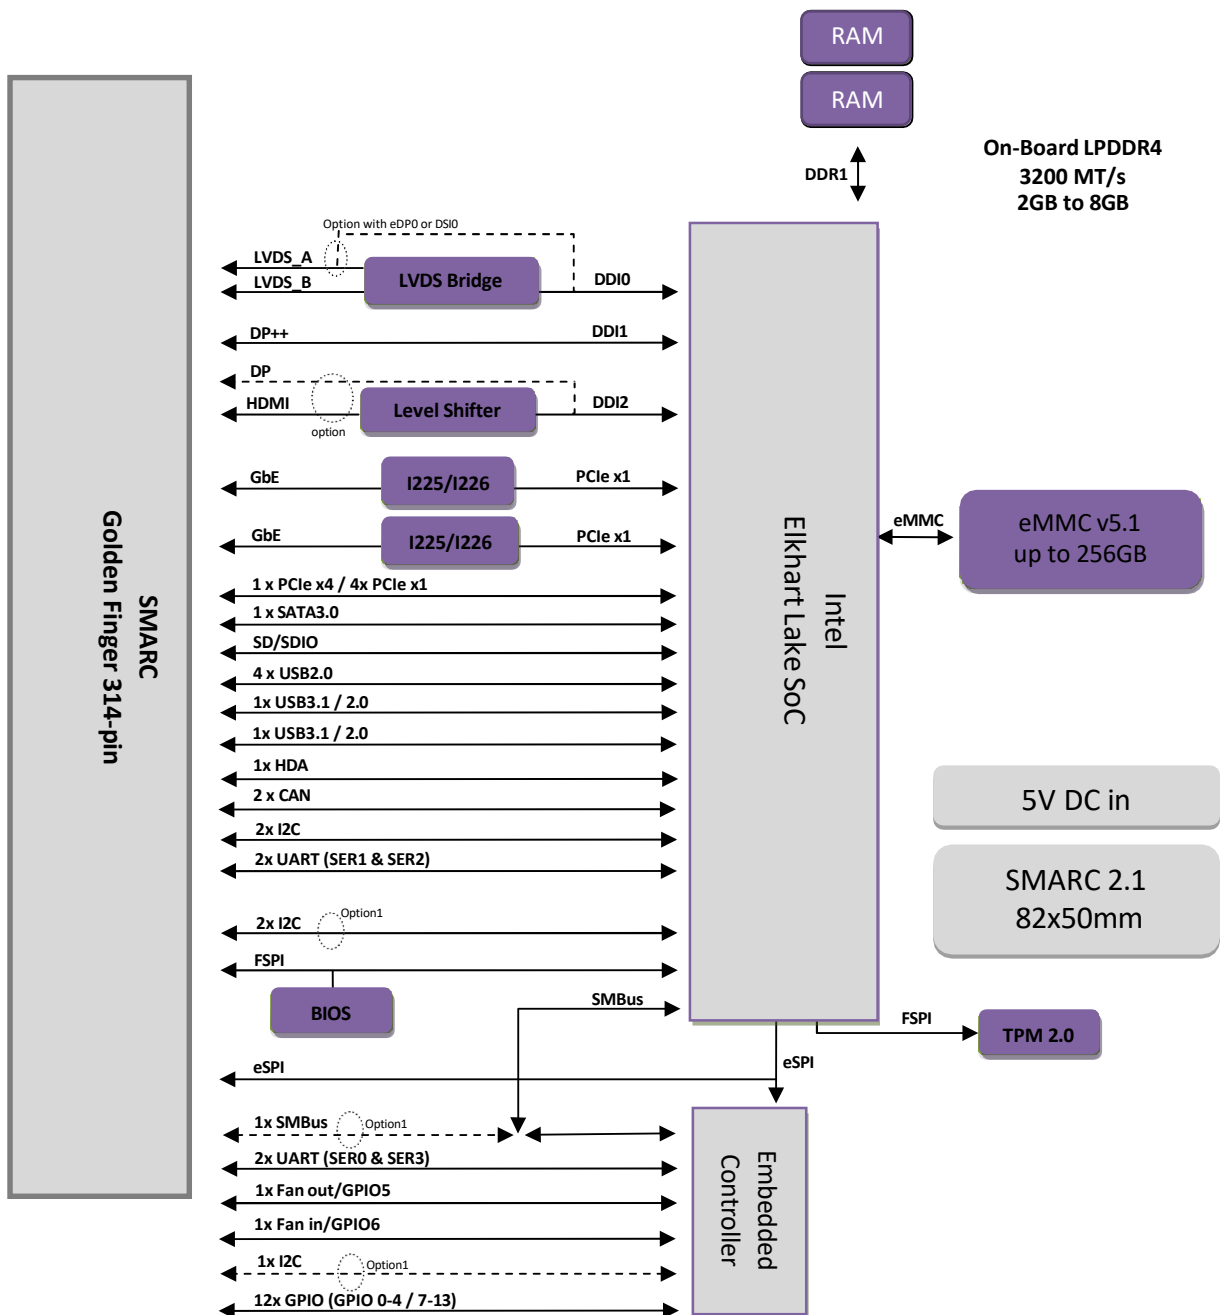 RAM
RAM
DDR1
On-Board LPDDR4
3200 MT/s
2GB to 8GB
Option with eDP0 or DSI0
LVDS_A
LVDS_B
LVDS Bridge
DDI0
DP++
DDI1
DP
HDMI
option
Level Shifter
DDI2
GbE
I225/I226
PCIe x1
GbE
I225/I226
PCIe x1
1 x PCIe x4 / 4x PCIe x1
1 x SATA3.0
SD/SDIO
4 x USB2.0
1x USB3.1 / 2.0
1x USB3.1 / 2.0
1x HDA
2 x CAN
2x I2C
2x UART (SER1 & SER2)
2x I2C
Option1
FSPI
BIOS
SMBus
eSPI
1x SMBus
Option1
2x UART (SER0 & SER3)
1x Fan out/GPIO5
1x Fan in/GPIO6
1x I2C
Option1
12x GPIO (GPIO 0-4 / 7-13)
SMARC
Golden Finger 314-pin
Intel
Elkhart Lake SoC
eMMC
eMMC v5.1
up to 256GB
5V DC in
SMARC 2.1
82x50mm
FSPI
TPM 2.0
eSPI
Embedded
Controller